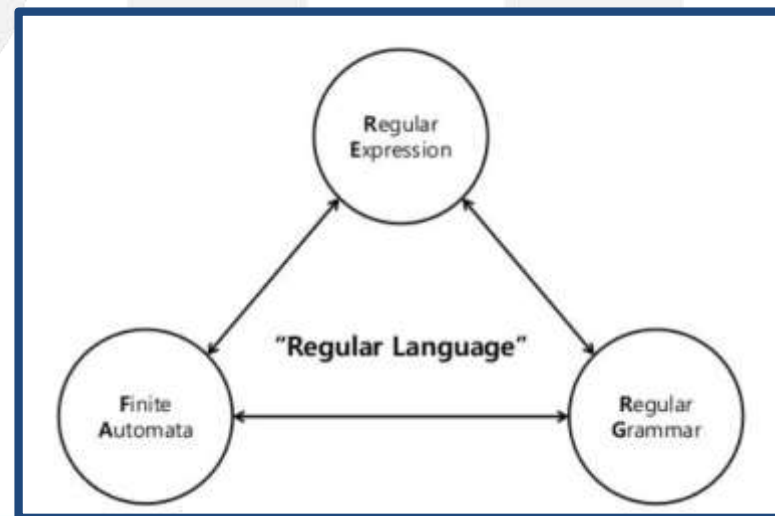 Regular
Expression
"Regular Language"
Finite
Automata
Regular
Grammar